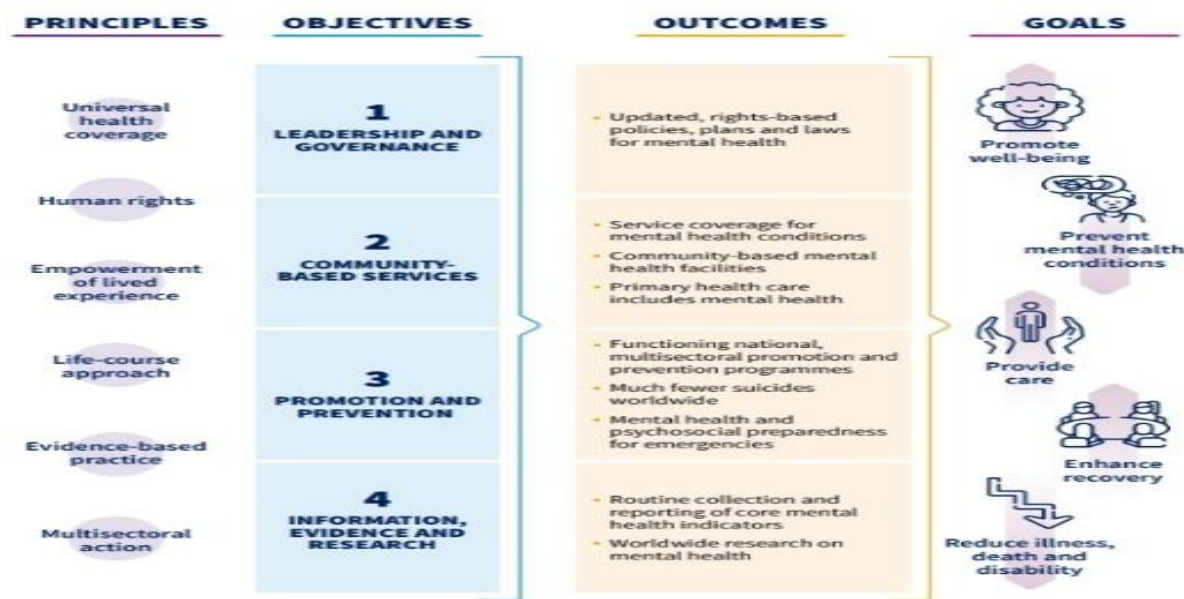 PRINCIPLES
OBJECTIVES
OUTCOMES
GOALS
Universal
health
coverage
Human rights
Empowerment
of lived
experience
Life-course
approach
Evidence-based
practice
Multisectoral
action
1
LEADERSHIP AND
GOVERNANCE
2
COMMUNITY-
BASED SERVICES
3
PROMOTION AND
PREVENTION
4
INFORMATION,
EVIDENCE AND
RESEARCH
• Updated, rights-based
policies, plans and laws
for mental health
• Service coverage for
mental health conditions
• Community-based mental
health facilities
• Primary health care
includes mental health
• Functioning national,
multisectoral promotion and
prevention programmes
• Much fewer suicides
worldwide
• Mental health and
psychosocial preparedness
for emergencies
• Routine collection and
reporting of core mental
health indicators
• Worldwide research on
mental health
Promote
well-being
Prevent
mental health
conditions
Provide
care
Enhance
recovery
Reduce illness,
death and
disability